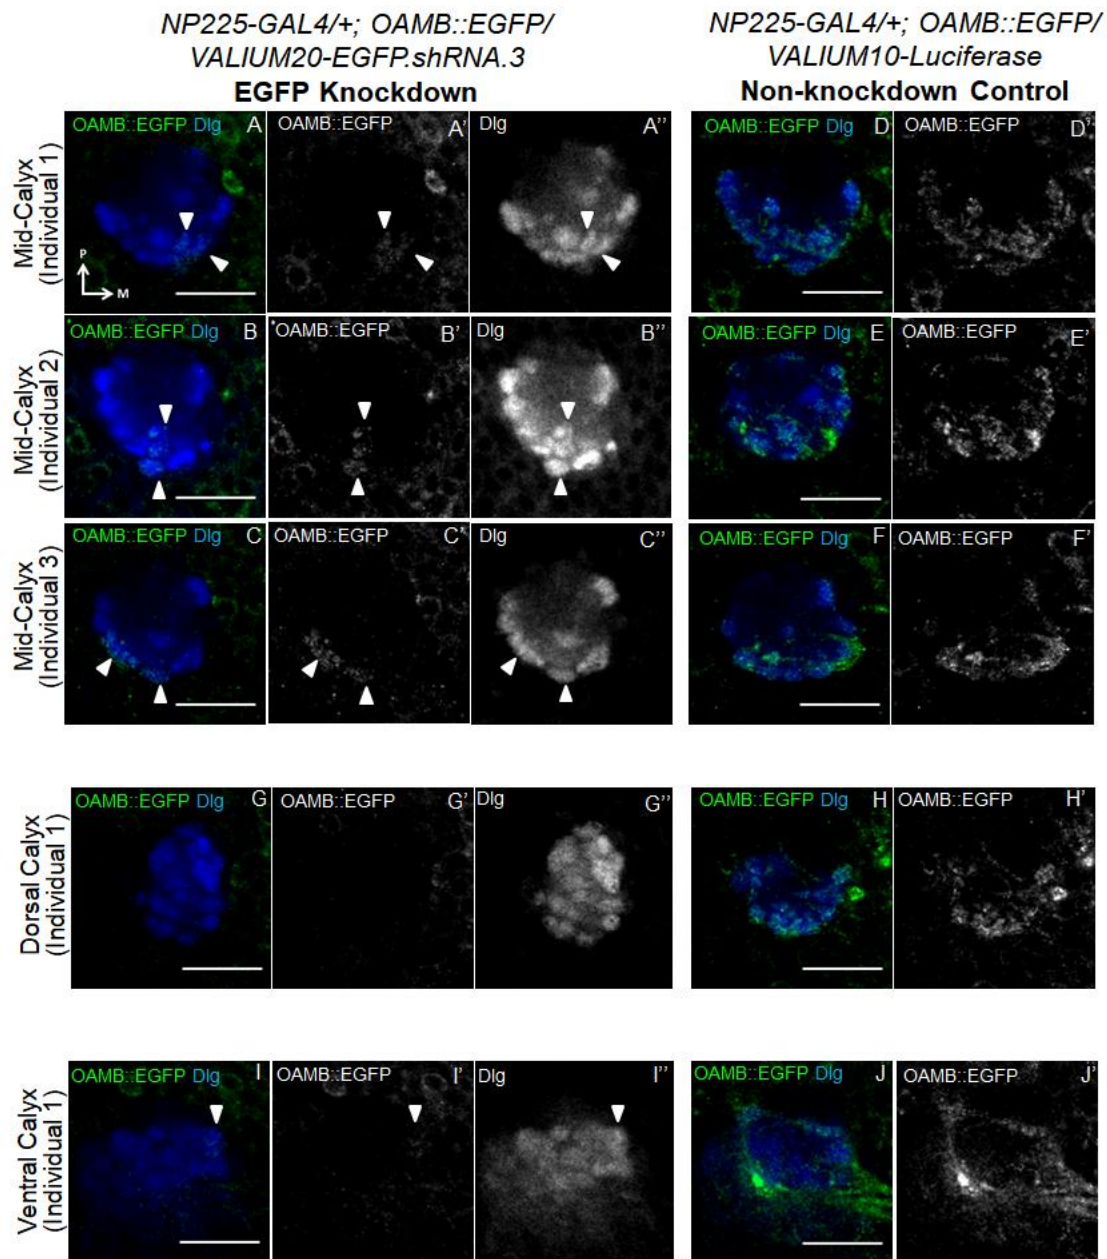 NP225-GAL4/+; OAMB::EGFP/
VALIUM20-EGFP.shRNA.3
EGFP Knockdown
NP225-GAL4/+; OAMB::EGFP/
VALIUM10-Luciferase
Non-knockdown Control
Mid-Calyx
(Individual 1)
OAMB::EGFP Dlg A
P
M
OAMB::EGFP A'
Dlg A''
OAMB::EGFP Dlg D
OAMB::EGFP D'
Mid-Calyx
(Individual 2)
OAMB::EGFP Dlg B
OAMB::EGFP B'
Dlg B''
OAMB::EGFP Dlg E
OAMB::EGFP E'
Mid-Calyx
(Individual 3)
OAMB::EGFP Dlg C
OAMB::EGFP C'
Dlg C''
OAMB::EGFP Dlg F
OAMB::EGFP F'
Dorsal Calyx
(Individual 1)
OAMB::EGFP Dlg G
OAMB::EGFP G'
Dlg G''
OAMB::EGFP Dlg H
OAMB::EGFP H'
Ventral Calyx
(Individual 1)
OAMB::EGFP Dlg I
OAMB::EGFP I'
Dlg I''
OAMB::EGFP Dlg J
OAMB::EGFP J'